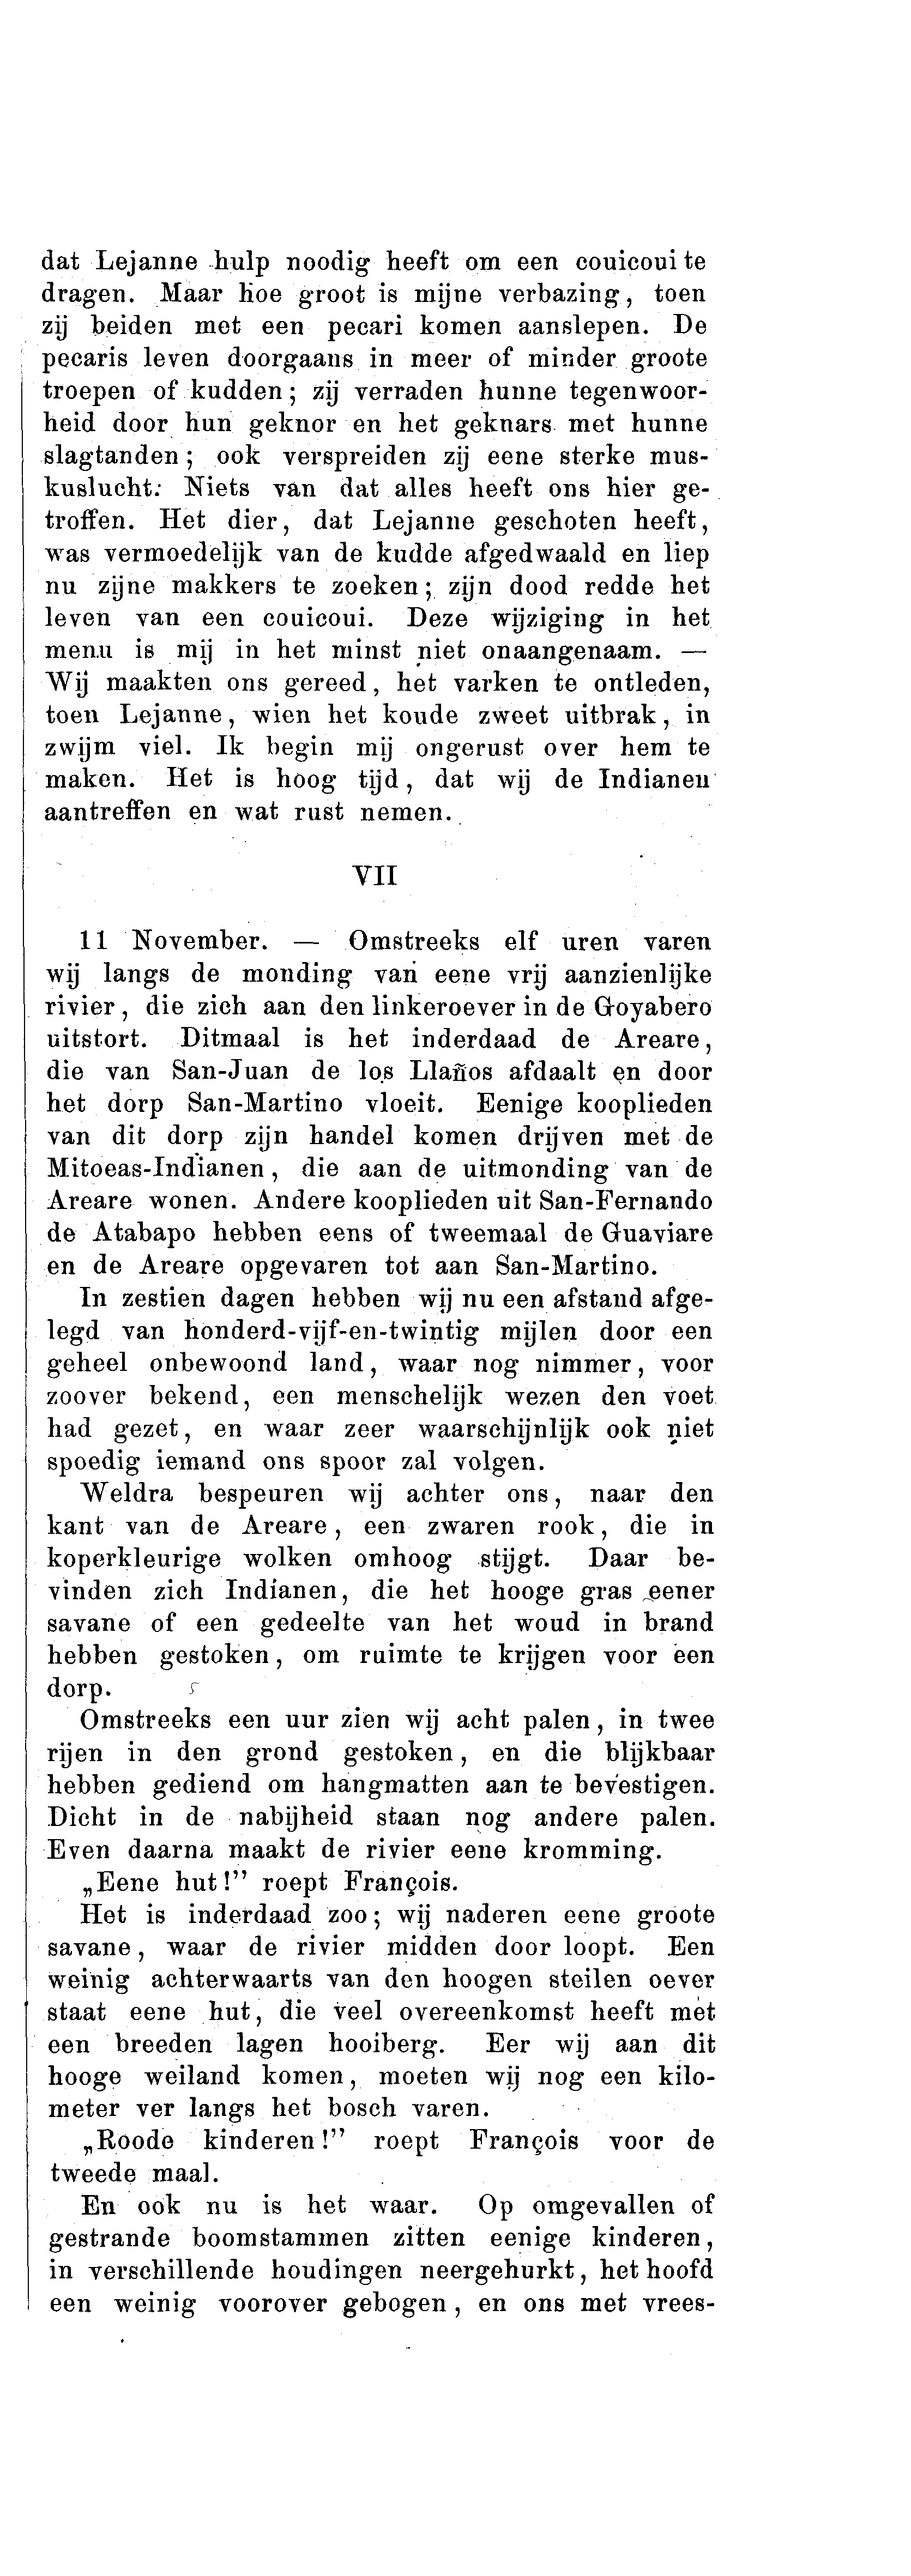 dat Lejanne hulp noodig heeft om een couicoui te
dragen. Maar hoe groot is mijne verbazing, toen
zij beiden met een pecari komen aanslepen. De
pecaris leven doorgaans in meer of minder groote
troepen of kudden; zij verraden hunne tegenwoor-
heid door hun geknor en het geknars met hunne
slagtanden; ook verspreiden zij eene sterke mus-
kuslucht. Niets van dat alles heeft ons hier ge-
troffen. Het dier, dat Lejanne geschoten heeft,
was vermoedelijk van de kudde afgedwaald en liep
nu zijne makkers te zoeken; zijn dood redde het
leven van een couicoui. Deze wijziging in het
menu is mij in het minst niet onaangenaam. —
Wij maakten ons gereed, het varken te ontleden,
toen Lejanne, wien het koude zweet uitbrak, in
zwijm viel. Ik begin mij ongerust over hem te
maken. Het is hoog tijd, dat wij de Indianen
aantreffen en wat rust nemen.
VII
11 November. — Omstreeks elf uren varen
wij langs de monding van eene vrij aanzienlijke
rivier, die zich aan den linkeroever in de Goyabero
uitstort. Ditmaal is het inderdaad de Areare,
die van San-Juan de los Llaños afdaalt en door
het dorp San-Martino vloeit. Eenige kooplieden
van dit dorp zijn handel komen drijven met de
Mitoeas-Indianen, die aan de uitmonding van de
Areare wonen. Andere kooplieden uit San-Fernando
de Atabapo hebben eens of tweemaal de Guaviare
en de Areare opgevaren tot aan San-Martino.
In zestien dagen hebben wij nu een afstand afge-
legd van honderd-vijf-en-twintig mijlen door een
geheel onbewoond land, waar nog nimmer, voor
zoover bekend, een menschelijk wezen den voet
had gezet, en waar zeer waarschijnlijk ook niet
spoedig iemand ons spoor zal volgen.
Weldra bespeuren wij achter ons, naar den
kant van de Areare, een zwaren rook, die in
koperkleurige wolken omhoog stijgt. Daar be-
vinden zich Indianen, die het hooge gras eener
savane of een gedeelte van het woud in brand
hebben gestoken, om ruimte te krijgen voor een
dorp.
Omstreeks een uur zien wij acht palen, in twee
rijen in den grond gestoken, en die blijkbaar
hebben gediend om hangmatten aan te bevestigen.
Dicht in de nabijheid staan nog andere palen.
Even daarna maakt de rivier eene kromming.
„Eene hut!” roept François.
Het is inderdaad zoo; wij naderen eene groote
savane, waar de rivier midden door loopt. Een
weinig achterwaarts van den hoogen steilen oever
staat eene hut, die veel overeenkomst heeft met
een breeden lagen hooiberg. Eer wij aan dit
hooge weiland komen, moeten wij nog een kilo-
meter ver langs het bosch varen.
„Roode kinderen!” roept François voor de
tweede maal.
En ook nu is het waar. Op omgevallen of
gestrande boomstammen zitten eenige kinderen,
in verschillende houdingen neergehurkt, het hoofd
een weinig voorover gebogen, en ons met vrees-